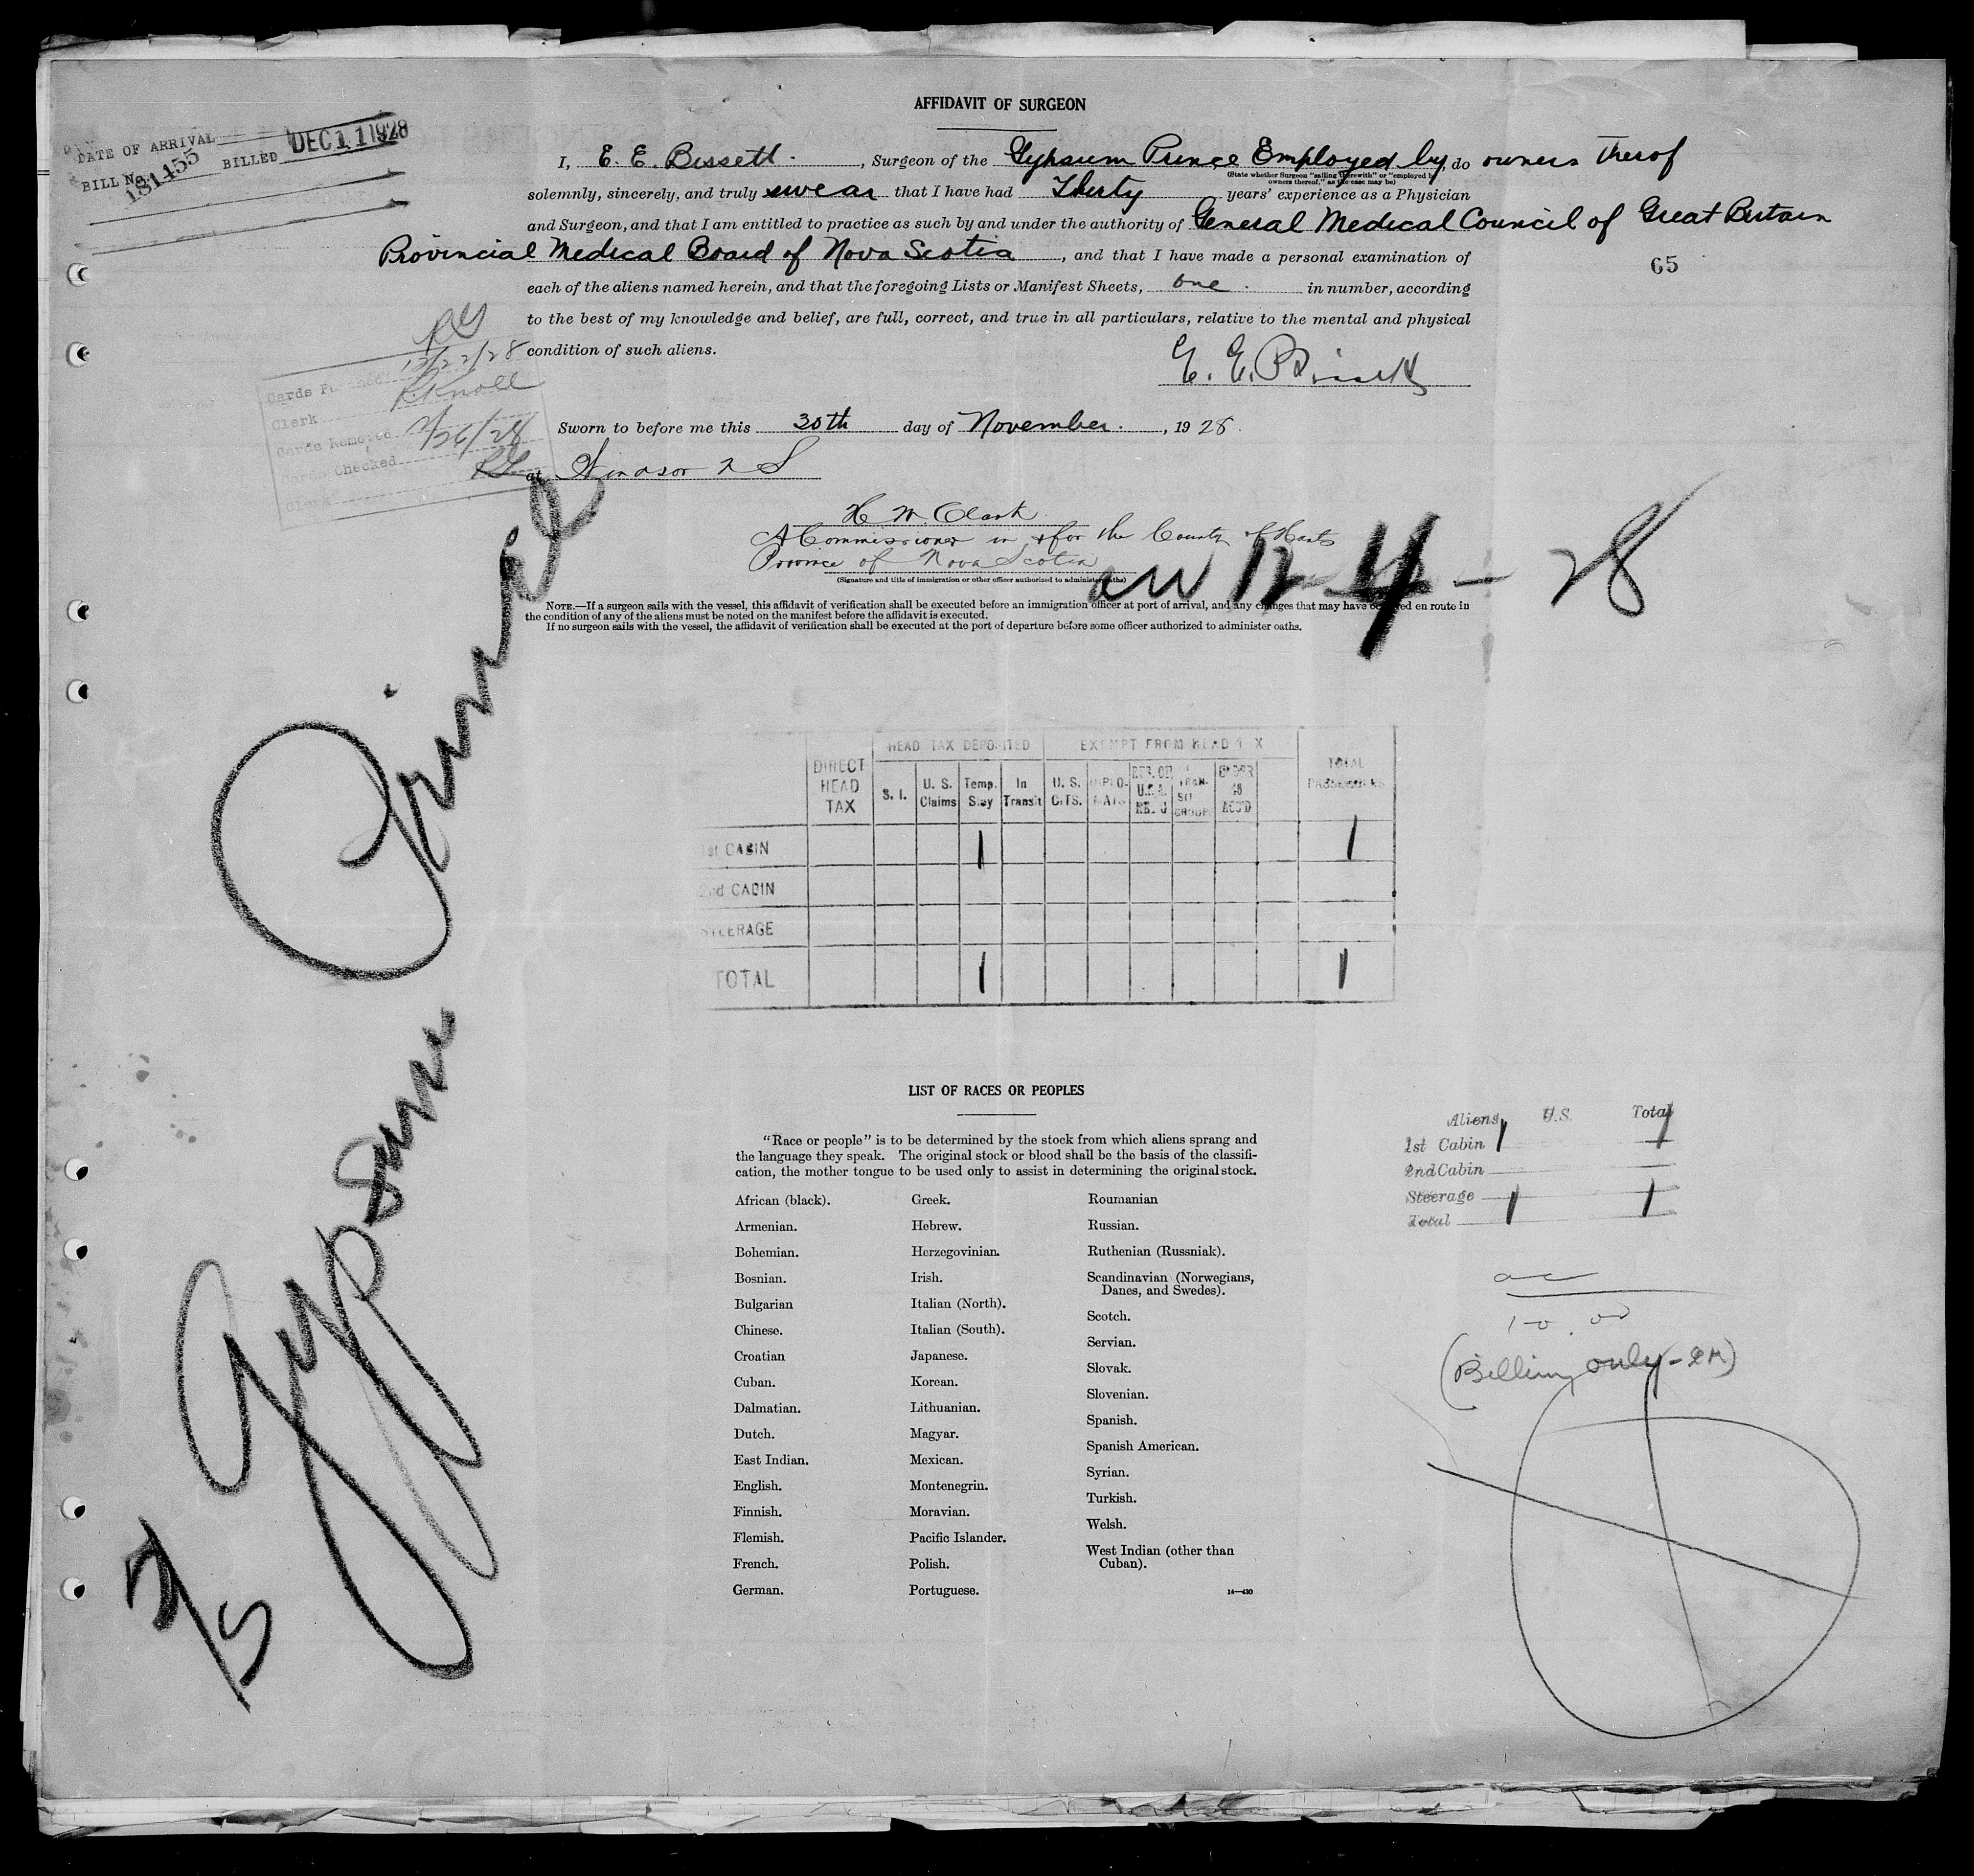 AFFIDAVIT OF SURGEON
DATE OF ARRIVAL
BILL No. 131455 BILLED DEC 11 1928
I, E. E. Bissett. , Surgeon of the Gypsum Prince Employed by, do owners therof
(State whether Surgeon "sailing therewith" or "employed by
owners thereof," as the case may be)
solemnly, sincerely, and truly swear that I have had Thirty years' experience as a Physician
and Surgeon, and that I am entitled to practice as such by and under the authority of General Medical Council of Great Britain
Provincial Medical Board of Nova Scotia , and that I have made a personal examination of
65
each of the aliens named herein, and that the foregoing Lists or Manifest Sheets, one. in number, according
to the best of my knowledge and belief, are full, correct, and true in all particulars, relative to the mental and physical
condition of such aliens.
E. E. Bissett
Cards Punched 12/22/28
Clerk R. Knoll
Cards Removed
Cards Checked 2/26/28
Clerk
Sworn to before me this 30th day of November. , 1928.
at Windsor N S
H W. Clark
A Commissioner in & for the County of Hants
Province of Nova Scotia
(Signature and title of immigration or other officer authorized to administer oaths)
12-4-28
NOTE.—If a surgeon sails with the vessel, this affidavit of verification shall be executed before an immigration officer at port of arrival, and any changes that may have occurred en route in
the condition of any of the aliens must be noted on the manifest before the affidavit is executed.
If no surgeon sails with the vessel, the affidavit of verification shall be executed at the port of departure before some officer authorized to administer oaths.
S/S Gypsum Prince
HEAD TAX DEPOSITED EXEMPT FROM HEAD TAX
DIRECT HEAD TAX S. I. U. S. Claims Temp. Stay In Transit U. S. CITS. TOTAL PASSENGERS
1st CABIN 1 1
2nd CABIN
STEERAGE
TOTAL 1 1
LIST OF RACES OR PEOPLES
"Race or people" is to be determined by the stock from which aliens sprang and
the language they speak. The original stock or blood shall be the basis of the classifi-
cation, the mother tongue to be used only to assist in determining the original stock.
African (black).
Armenian.
Bohemian.
Bosnian.
Bulgarian
Chinese.
Croatian
Cuban.
Dalmatian.
Dutch.
East Indian.
English.
Finnish.
Flemish.
French.
German.
Greek.
Hebrew.
Herzegovinian.
Irish.
Italian (North).
Italian (South).
Japanese.
Korean.
Lithuanian.
Magyar.
Mexican.
Montenegrin.
Moravian.
Pacific Islander.
Polish.
Portuguese.
Roumanian
Russian.
Ruthenian (Russniak).
Scandinavian (Norwegians,
Danes, and Swedes).
Scotch.
Servian.
Slovak.
Slovenian.
Spanish.
Spanish American.
Syrian.
Turkish.
Welsh.
West Indian (other than
Cuban).
14—430
Aliens U.S. Total
1st Cabin 1 1
2nd Cabin
Steerage
Total 1 1
(Billing only